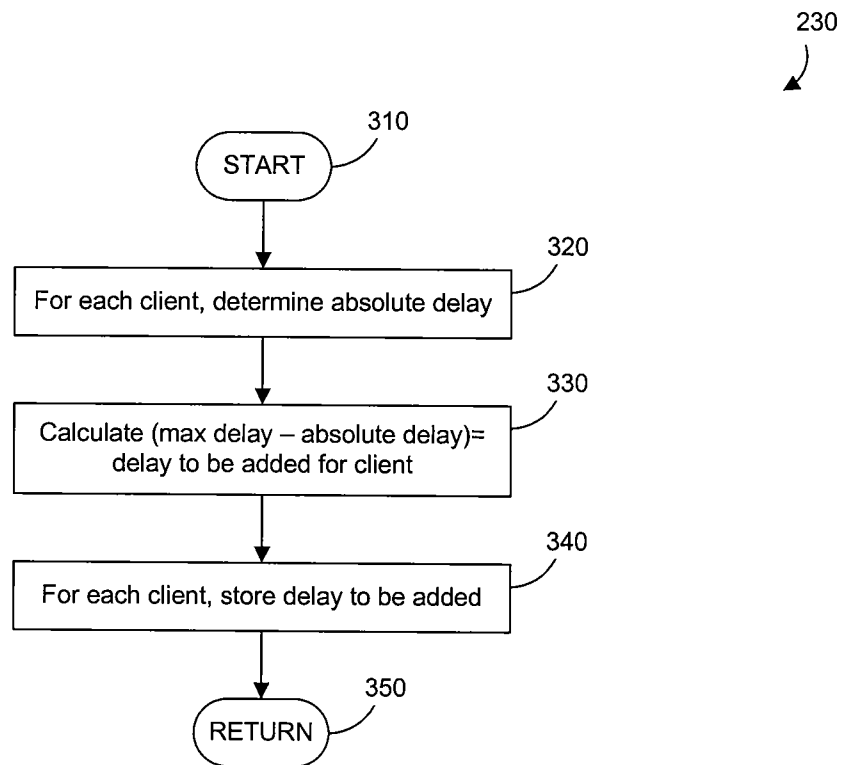 230
310
START
320
For each client, determine absolute delay
330
Calculate (max delay – absolute delay)=
delay to be added for client
340
For each client, store delay to be added
350
RETURN